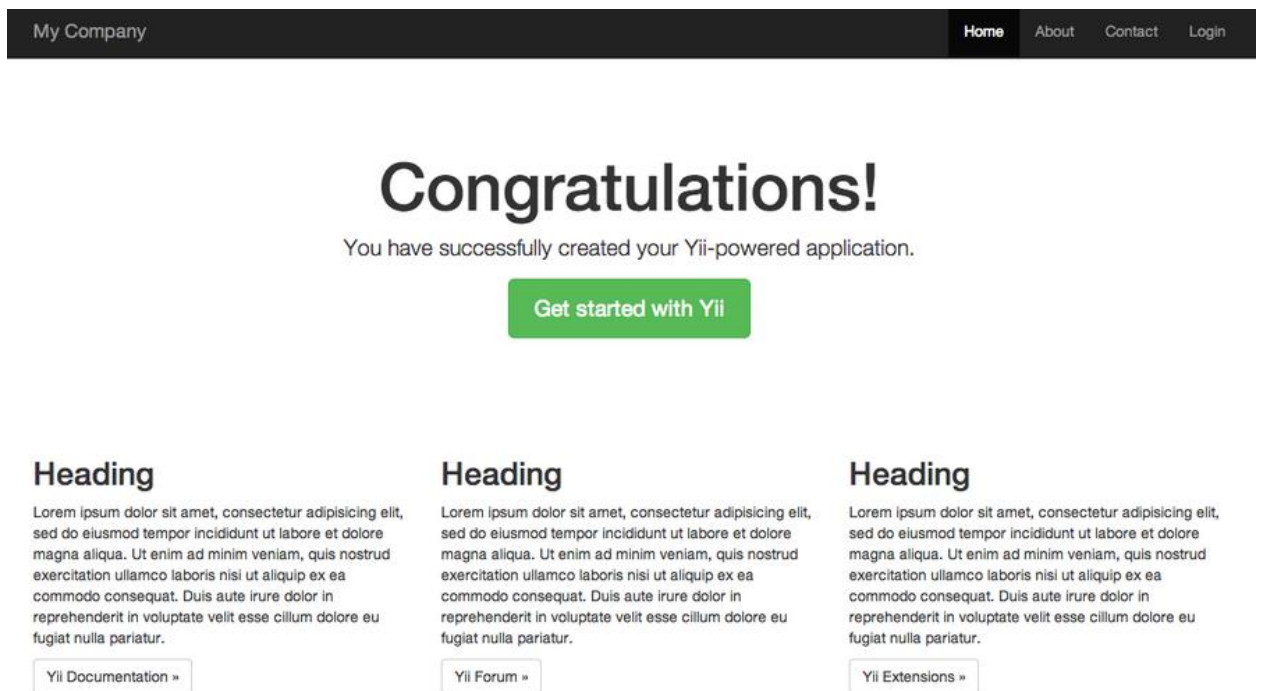 My Company
Home About Contact Login
Congratulations!
You have successfully created your Yii-powered application.
Get started with Yii
Heading
Lorem ipsum dolor sit amet, consectetur adipisicing elit,
sed do eiusmod tempor incididunt ut labore et dolore
magna aliqua. Ut enim ad minim veniam, quis nostrud
exercitation ullamco laboris nisi ut aliquip ex ea
commodo consequat. Duis aute irure dolor in
reprehenderit in voluptate velit esse cillum dolore eu
fugiat nulla pariatur.
Yii Documentation »
Heading
Lorem ipsum dolor sit amet, consectetur adipisicing elit,
sed do eiusmod tempor incididunt ut labore et dolore
magna aliqua. Ut enim ad minim veniam, quis nostrud
exercitation ullamco laboris nisi ut aliquip ex ea
commodo consequat. Duis aute irure dolor in
reprehenderit in voluptate velit esse cillum dolore eu
fugiat nulla pariatur.
Yii Forum »
Heading
Lorem ipsum dolor sit amet, consectetur adipisicing elit,
sed do eiusmod tempor incididunt ut labore et dolore
magna aliqua. Ut enim ad minim veniam, quis nostrud
exercitation ullamco laboris nisi ut aliquip ex ea
commodo consequat. Duis aute irure dolor in
reprehenderit in voluptate velit esse cillum dolore eu
fugiat nulla pariatur.
Yii Extensions »